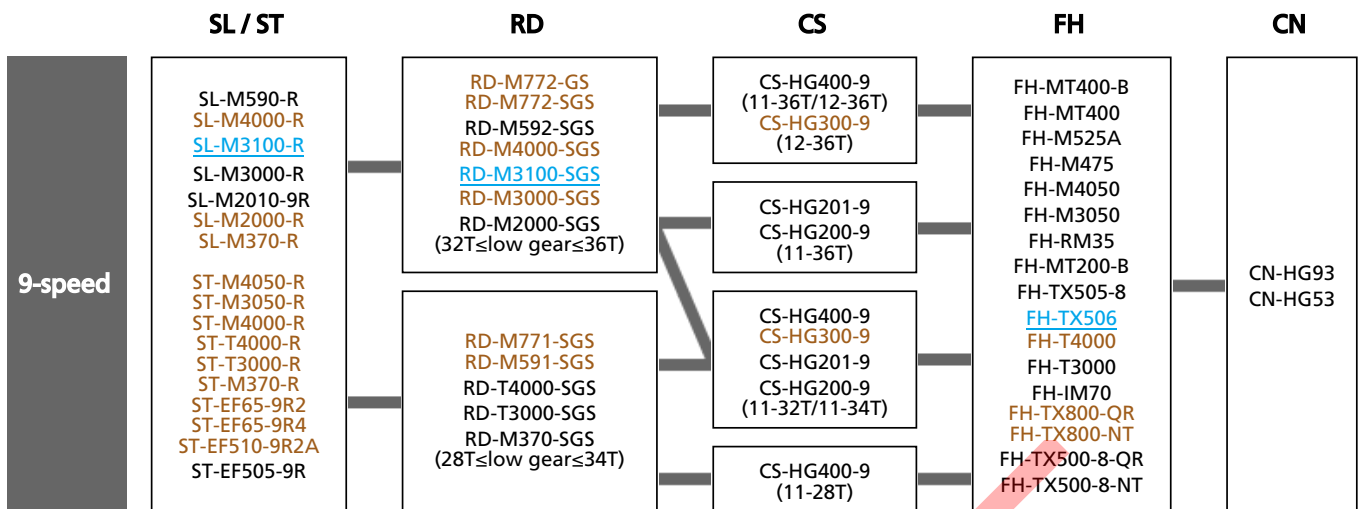 SL / ST
RD
CS
FH
CN
9-speed
SL-M590-R
SL-M4000-R
SL-M3100-R
SL-M3000-R
SL-M2010-9R
SL-M2000-R
SL-M370-R
ST-M4050-R
ST-M3050-R
ST-M4000-R
ST-T4000-R
ST-T3000-R
ST-M370-R
ST-EF65-9R2
ST-EF65-9R4
ST-EF510-9R2A
ST-EF505-9R
RD-M772-GS
RD-M772-SGS
RD-M592-SGS
RD-M4000-SGS
RD-M3100-SGS
RD-M3000-SGS
RD-M2000-SGS
(32T≤low gear≤36T)
RD-M771-SGS
RD-M591-SGS
RD-T4000-SGS
RD-T3000-SGS
RD-M370-SGS
(28T≤low gear≤34T)
CS-HG400-9
(11-36T/12-36T)
CS-HG300-9
(12-36T)
CS-HG201-9
CS-HG200-9
(11-36T)
CS-HG400-9
CS-HG300-9
CS-HG201-9
CS-HG200-9
(11-32T/11-34T)
CS-HG400-9
(11-28T)
FH-MT400-B
FH-MT400
FH-M525A
FH-M475
FH-M4050
FH-M3050
FH-RM35
FH-MT200-B
FH-TX505-8
FH-TX506
FH-T4000
FH-T3000
FH-IM70
FH-TX800-QR
FH-TX800-NT
FH-TX500-8-QR
FH-TX500-8-NT
CN-HG93
CN-HG53